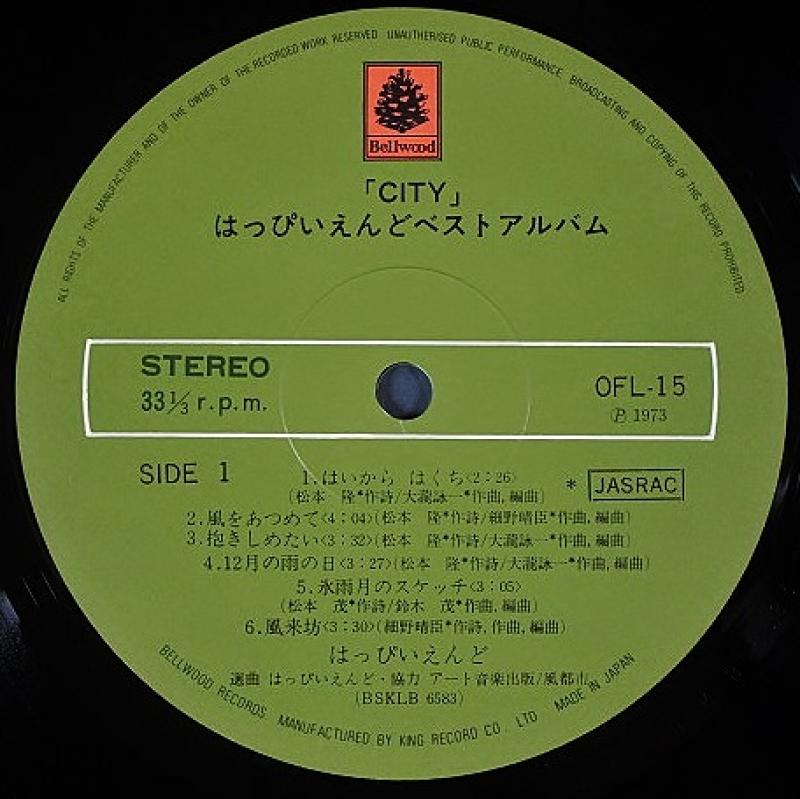 ALL RIGHTS OF THE MANUFACTURER AND OF THE OWNER OF THE RECORDED WORK RESERVED. UNAUTHORISED PUBLIC PERFORMANCE, BROADCASTING AND COPYING OF THIS RECORD PROHIBITED
Bellwood
「CITY」
はっぴいえんどベストアルバム
STEREO
33⅓ r.p.m.
OFL-15
Ⓟ 1973
SIDE 1
* JASRAC
1.はいから はくち〈2:26〉
(松本 隆*作詩/大瀧詠一*作曲,編曲)
2.風をあつめて〈4:04〉(松本 隆*作詩/細野晴臣*作曲,編曲)
3.抱きしめたい〈3:32〉(松本 隆*作詩/大瀧詠一*作曲,編曲)
4.12月の雨の日〈3:27〉(松本 隆*作詩/大瀧詠一*作曲,編曲)
5.氷雨月のスケッチ〈3:05〉
(松本 茂*作詩/鈴木 茂*作曲,編曲)
6.風来坊〈3:30〉(細野晴臣*作詩,作曲,編曲)
はっぴいえんど
選曲 はっぴいえんど・協力 アート音楽出版/風都市
(BSKLB 6583)
BELLWOOD RECORDS. MANUFACTURED BY KING RECORD CO., LTD. MADE IN JAPAN